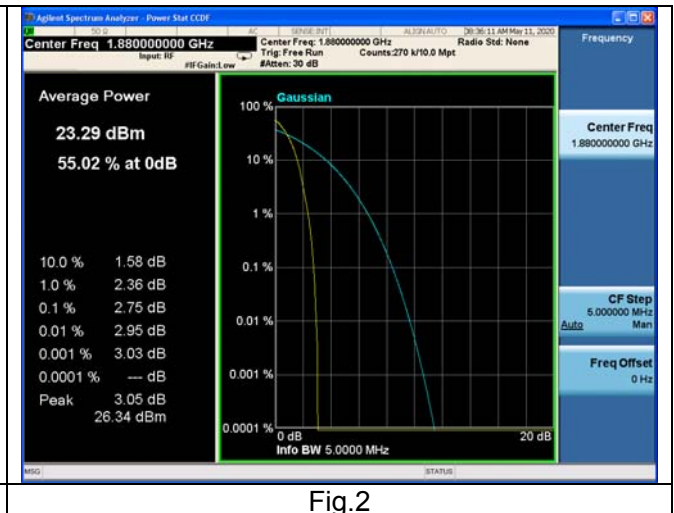 Agilent Spectrum Analyzer - Power Stat CCDF
50 Ω AC SENSE:INT ALIGN AUTO 08:36:11 AM May 11, 2020
Center Freq 1.880000000 GHz
Input: RF
#IFGain:Low
Center Freq: 1.880000000 GHz
Trig: Free Run
Counts:270 k/10.0 Mpt
#Atten: 30 dB
Radio Std: None
Frequency
Average Power
23.29 dBm
55.02 % at 0dB
10.0 % 1.58 dB
1.0 % 2.36 dB
0.1 % 2.75 dB
0.01 % 2.95 dB
0.001 % 3.03 dB
0.0001 % --- dB
Peak 3.05 dB
26.34 dBm
Gaussian
100 %
10 %
1 %
0.1 %
0.01 %
0.001 %
0.0001 %
0 dB
20 dB
Info BW 5.0000 MHz
Center Freq
1.880000000 GHz
CF Step
5.000000 MHz
Auto Man
Freq Offset
0 Hz
MSG
STATUS
Fig.2